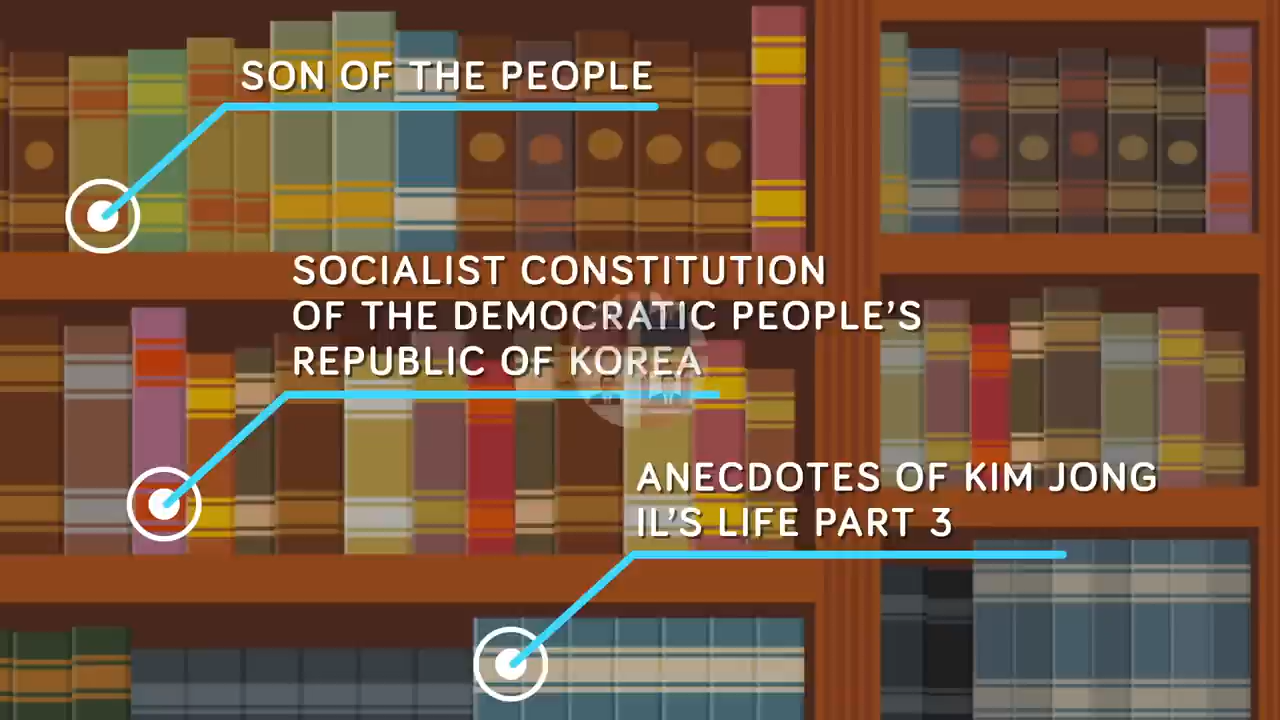 SON OF THE PEOPLE
SOCIALIST CONSTITUTION
OF THE DEMOCRATIC PEOPLE'S
REPUBLIC OF KOREA
ANECDOTES OF KIM JONG
IL'S LIFE PART 3